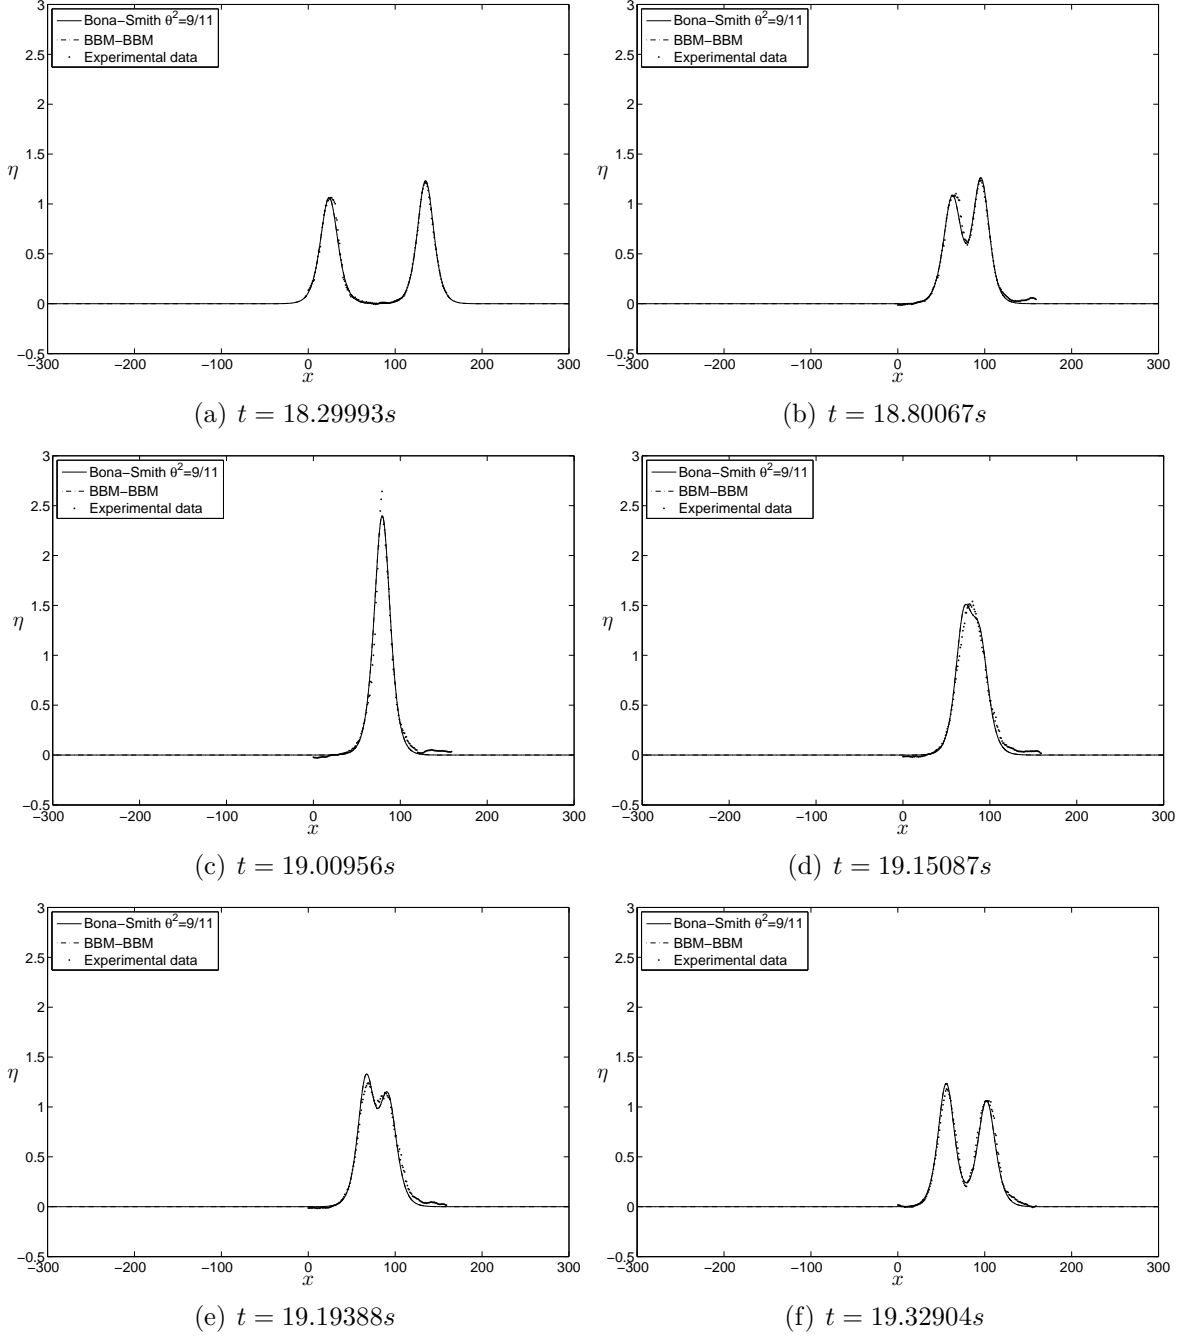 Bona−Smith θ²=9/11
BBM−BBM
Experimental data
3
2.5
2
1.5
1
0.5
0
−0.5
η
−300 −200 −100 0 100 200 300
x
(a) t = 18.29993s
Bona−Smith θ²=9/11
BBM−BBM
Experimental data
3
2.5
2
1.5
1
0.5
0
−0.5
η
−300 −200 −100 0 100 200 300
x
(b) t = 18.80067s
Bona−Smith θ²=9/11
BBM−BBM
Experimental data
3
2.5
2
1.5
1
0.5
0
−0.5
η
−300 −200 −100 0 100 200 300
x
(c) t = 19.00956s
Bona−Smith θ²=9/11
BBM−BBM
Experimental data
3
2.5
2
1.5
1
0.5
0
−0.5
η
−300 −200 −100 0 100 200 300
x
(d) t = 19.15087s
Bona−Smith θ²=9/11
BBM−BBM
Experimental data
3
2.5
2
1.5
1
0.5
0
−0.5
η
−300 −200 −100 0 100 200 300
x
(e) t = 19.19388s
Bona−Smith θ²=9/11
BBM−BBM
Experimental data
3
2.5
2
1.5
1
0.5
0
−0.5
η
−300 −200 −100 0 100 200 300
x
(f) t = 19.32904s